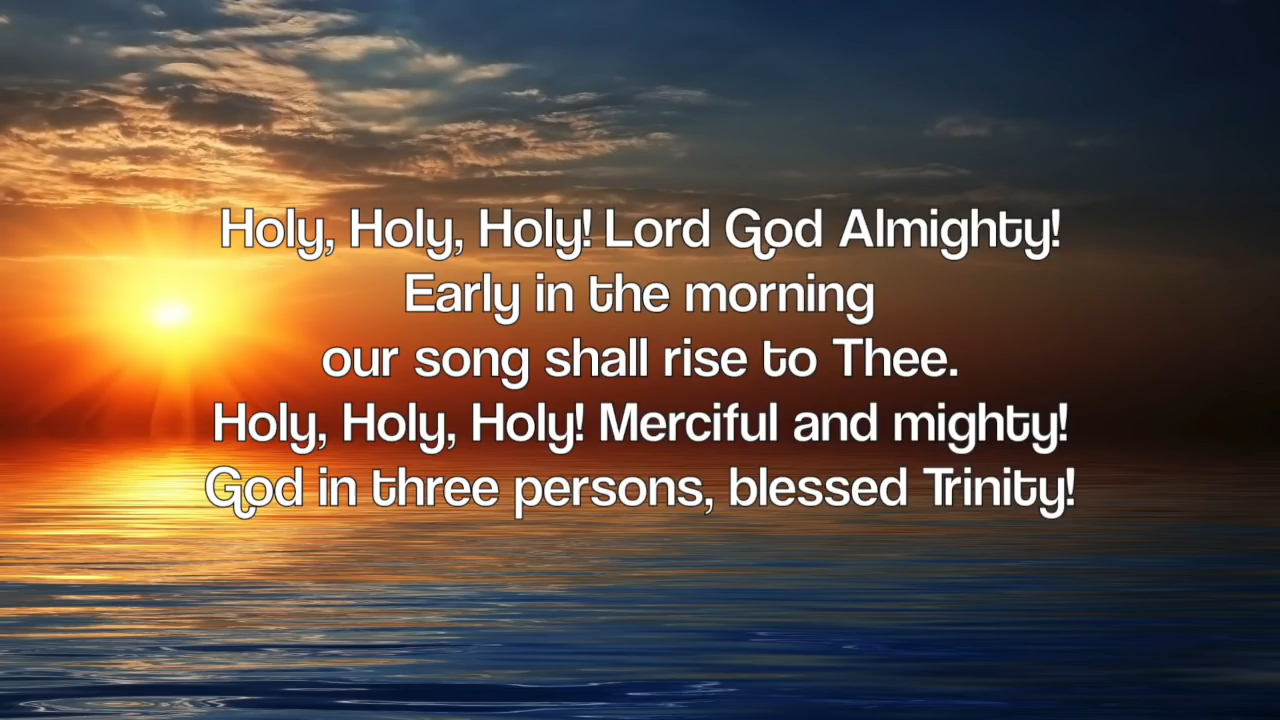 Holy, Holy, Holy! Lord God Almighty!
Early in the morning
our song shall rise to Thee.
Holy, Holy, Holy! Merciful and mighty!
God in three persons, blessed Trinity!